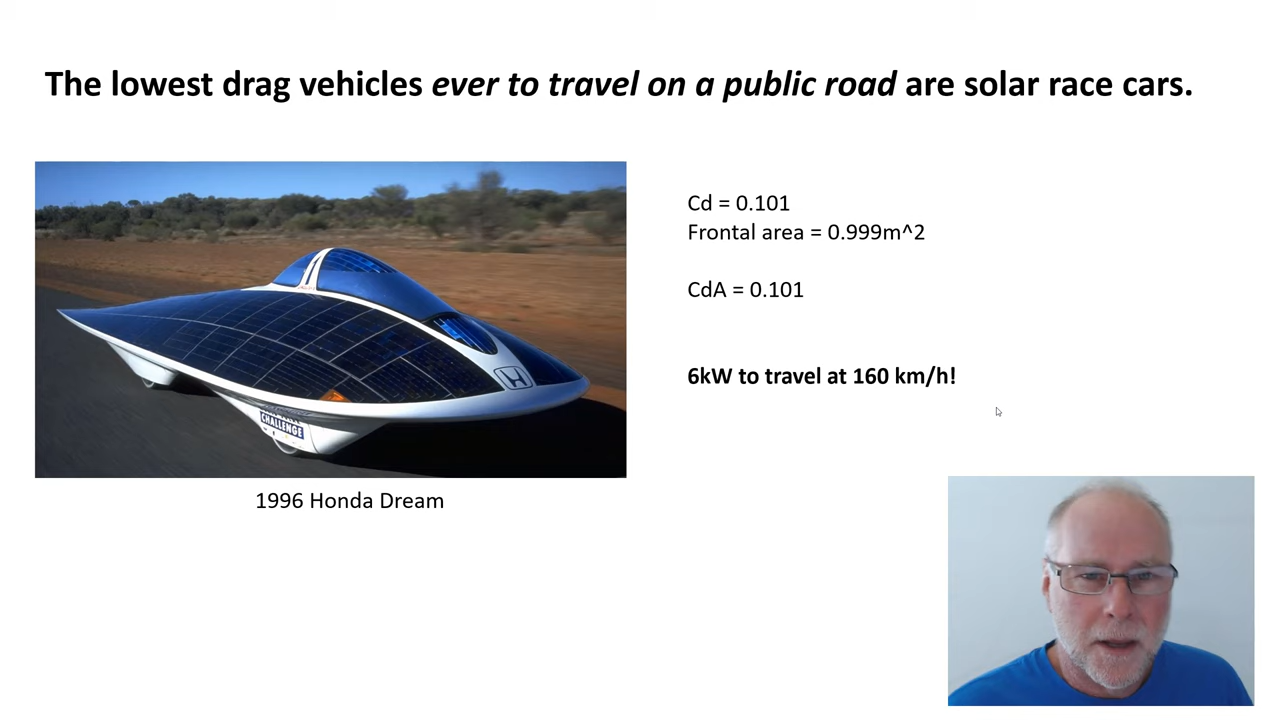 The lowest drag vehicles ever to travel on a public road are solar race cars.
Cd = 0.101
Frontal area = 0.999m^2
CdA = 0.101
6kW to travel at 160 km/h!
CHALLENGE
1996 Honda Dream